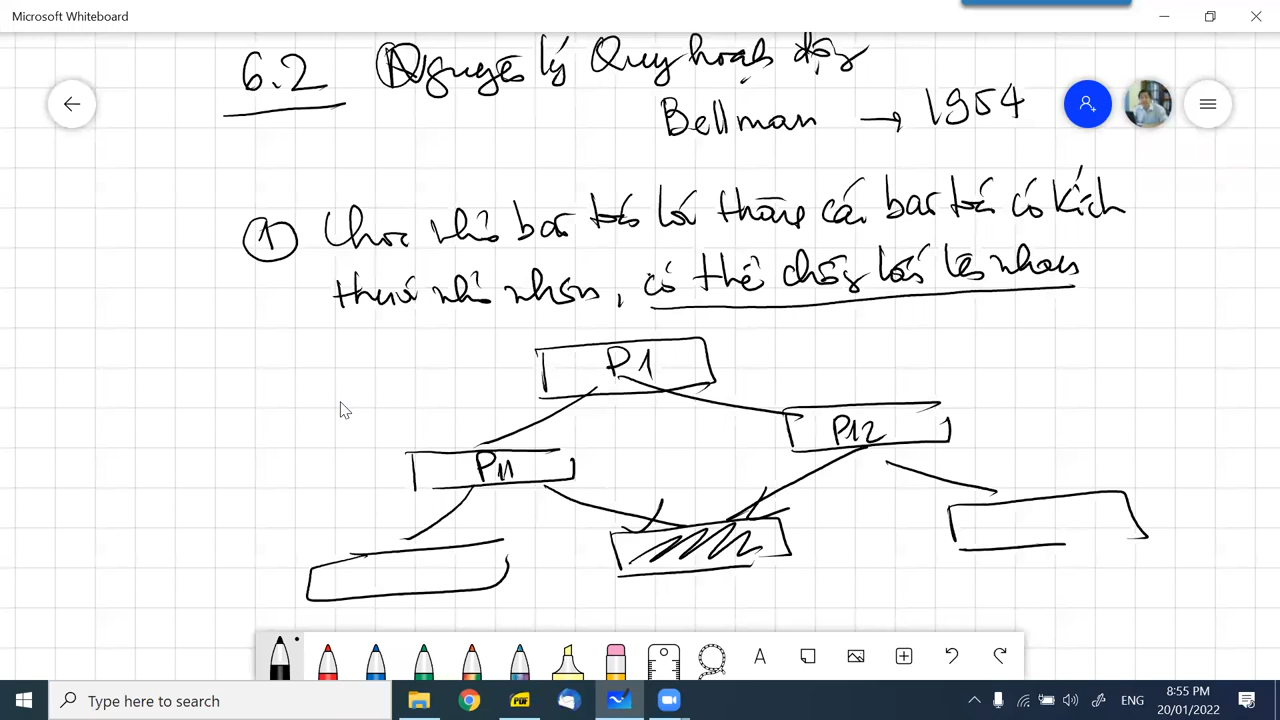 Microsoft Whiteboard
6.2 Nguyên lý Quy hoạch động
Bellman → 1954
① Chia nhỏ bài toán lớn thành các bài toán có kích
thước nhỏ hơn, có thể chồng lấn lên nhau
P1
P12
P11
A
Type here to search
PDF
ENG
8:55 PM
20/01/2022